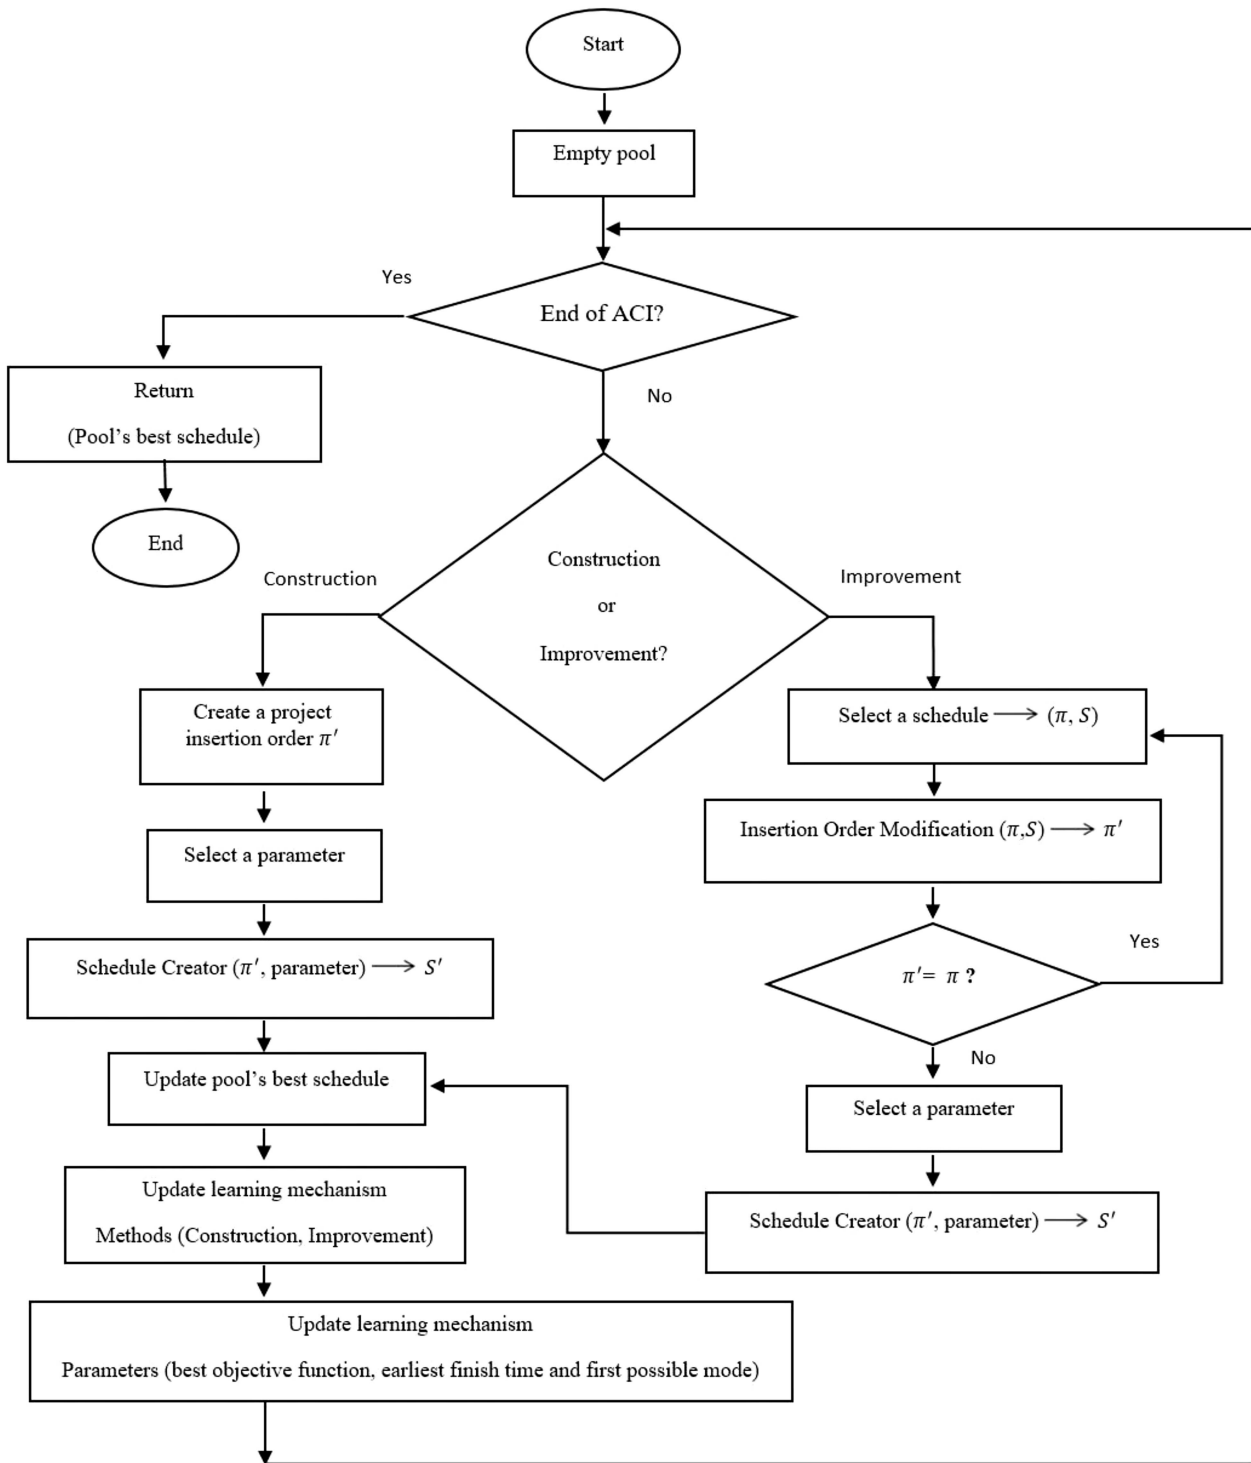 Start
Empty pool
Yes
End of ACI?
No
Return
(Pool's best schedule)
End
Construction
Construction
or
Improvement?
Improvement
Create a project
insertion order π′
Select a parameter
Schedule Creator (π′, parameter) ⟶ S′
Update pool's best schedule
Update learning mechanism
Methods (Construction, Improvement)
Update learning mechanism
Parameters (best objective function, earliest finish time and first possible mode)
Select a schedule ⟶ (π, S)
Insertion Order Modification (π,S) ⟶ π′
Yes
π′= π ?
No
Select a parameter
Schedule Creator (π′, parameter) ⟶ S′